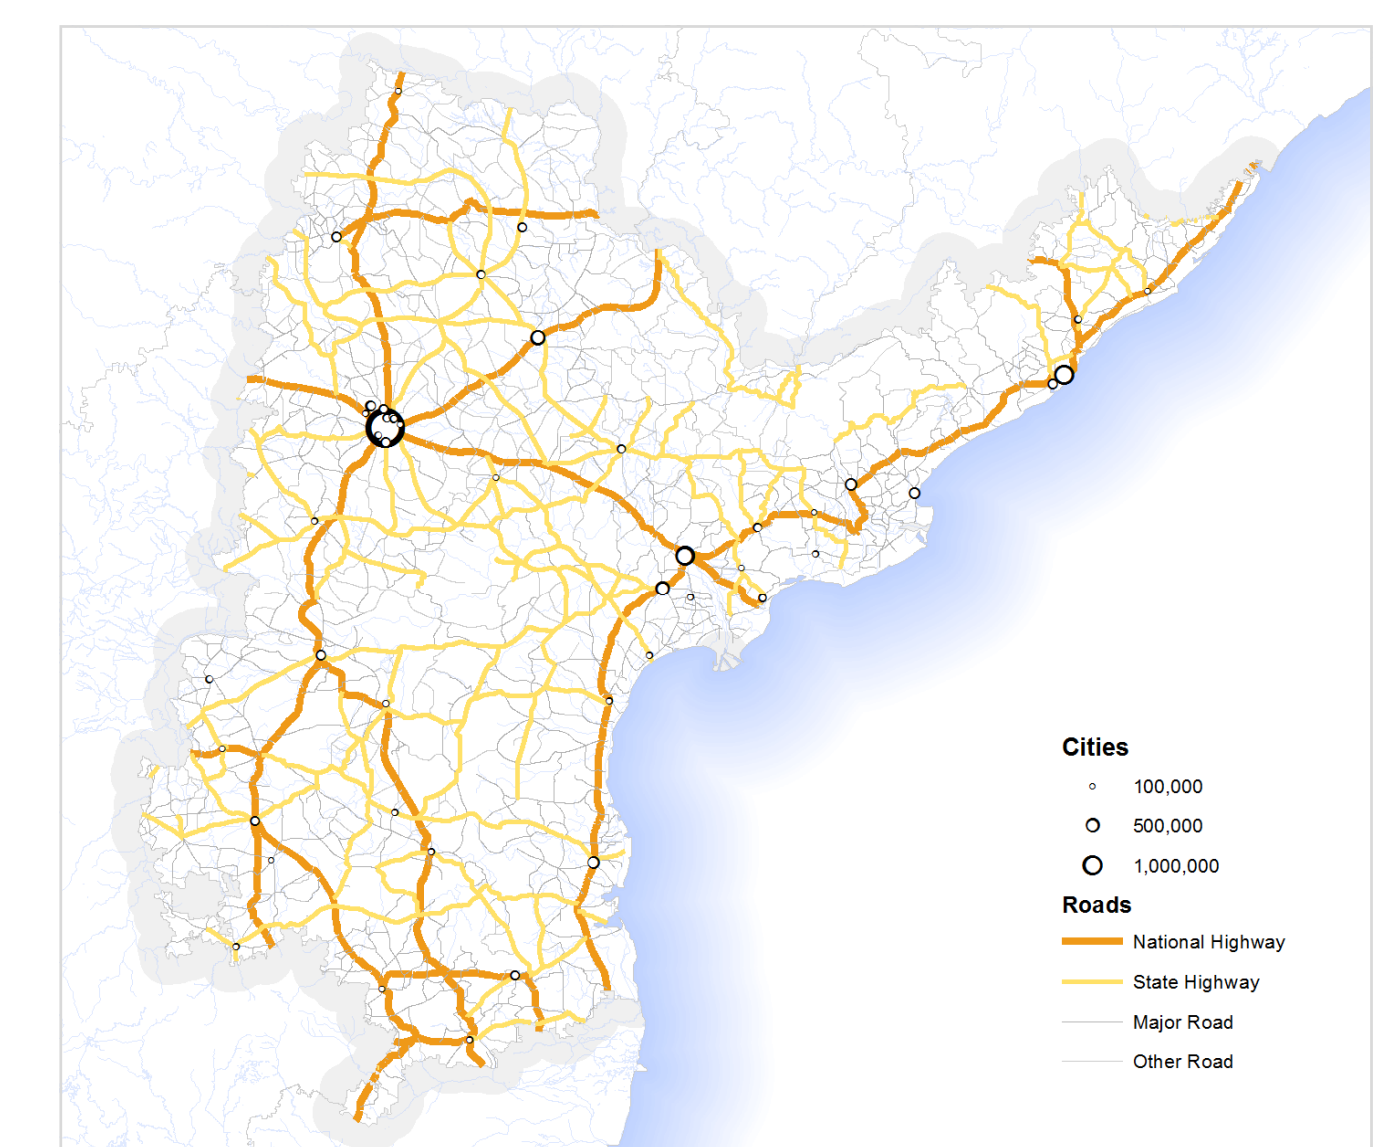 Cities
100,000
500,000
1,000,000
Roads
National Highway
State Highway
Major Road
Other Road